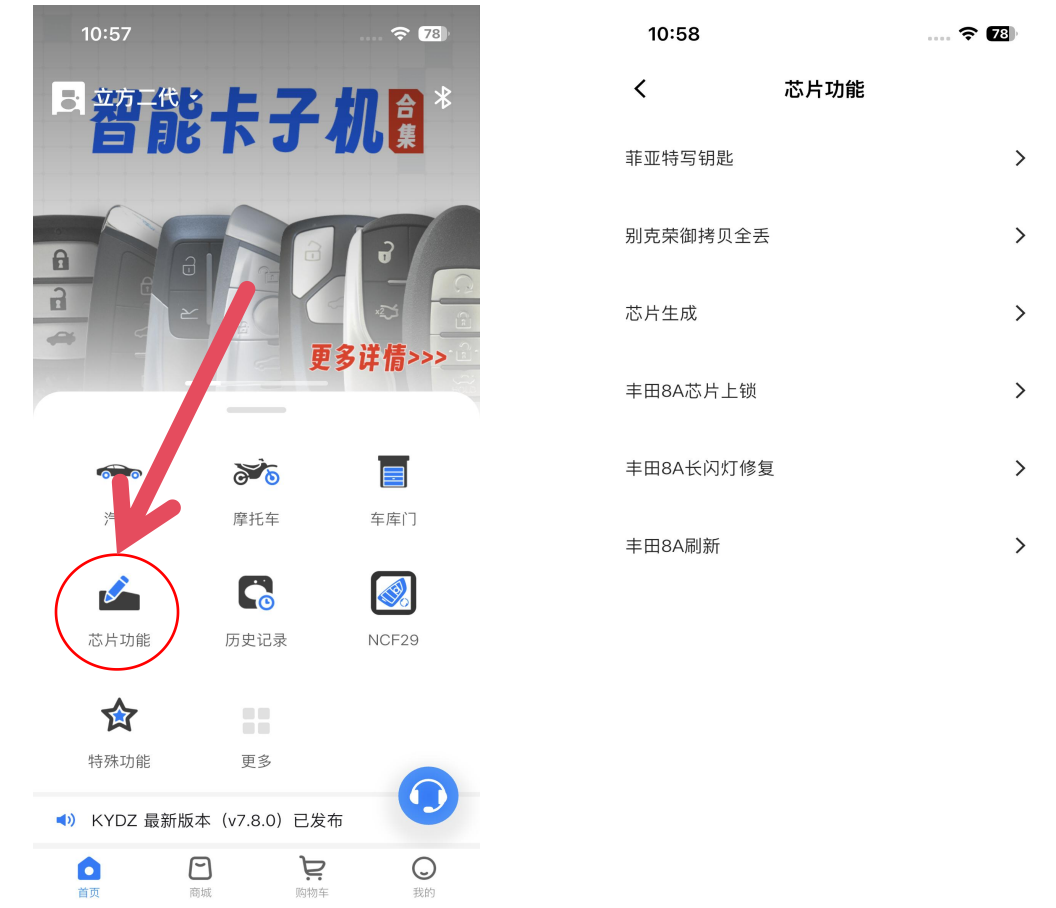 10:57
78
立方二代
智能卡子机
合集
更多详情>>>
汽
摩托车
车库门
芯片功能
历史记录
NCF29
特殊功能
更多
KYDZ 最新版本（v7.8.0）已发布
首页
商城
购物车
我的
10:58
78
芯片功能
菲亚特写钥匙
别克荣御拷贝全丢
芯片生成
丰田8A芯片上锁
丰田8A长闪灯修复
丰田8A刷新